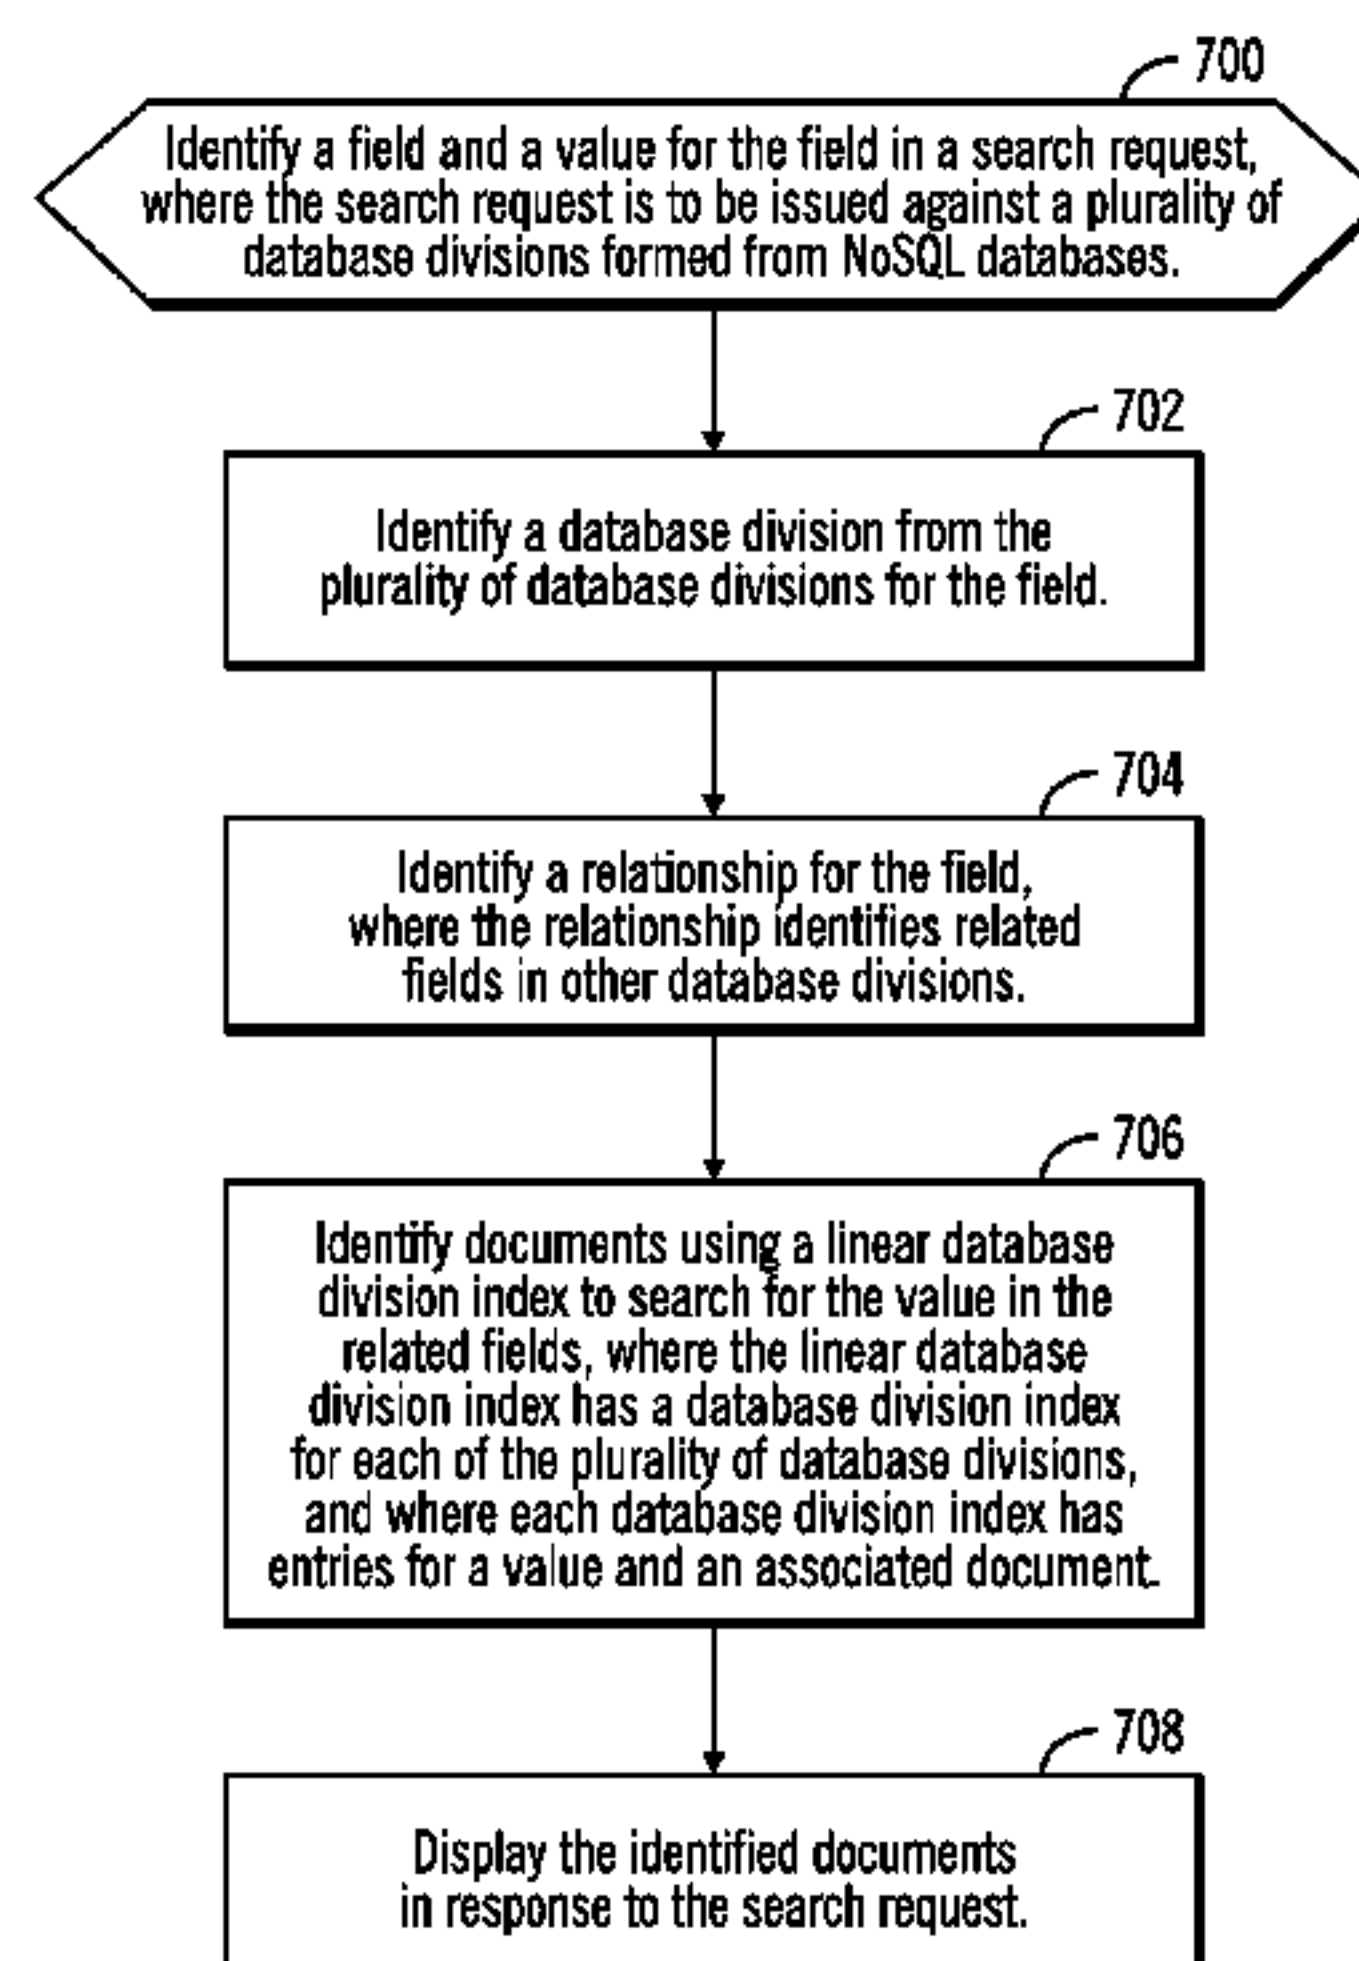 700
Identify a field and a value for the field in a search request,
where the search request is to be issued against a plurality of
database divisions formed from NoSQL databases.
702
Identify a database division from the
plurality of database divisions for the field.
704
Identify a relationship for the field,
where the relationship identifies related
fields in other database divisions.
706
Identify documents using a linear database
division index to search for the value in the
related fields, where the linear database
division index has a database division index
for each of the plurality of database divisions,
and where each database division index has
entries for a value and an associated document.
708
Display the identified documents
in response to the search request.